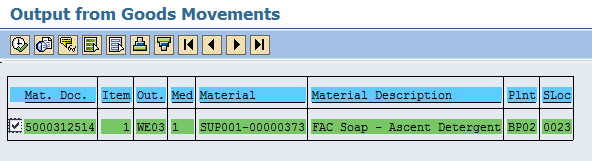 Output from Goods Movements
Mat. Doc. Item Out. Med Material Material Description Plnt SLoc
5000312514 1 WE03 1 SUP001-00000373 FAC Soap - Ascent Detergent BP02 0023